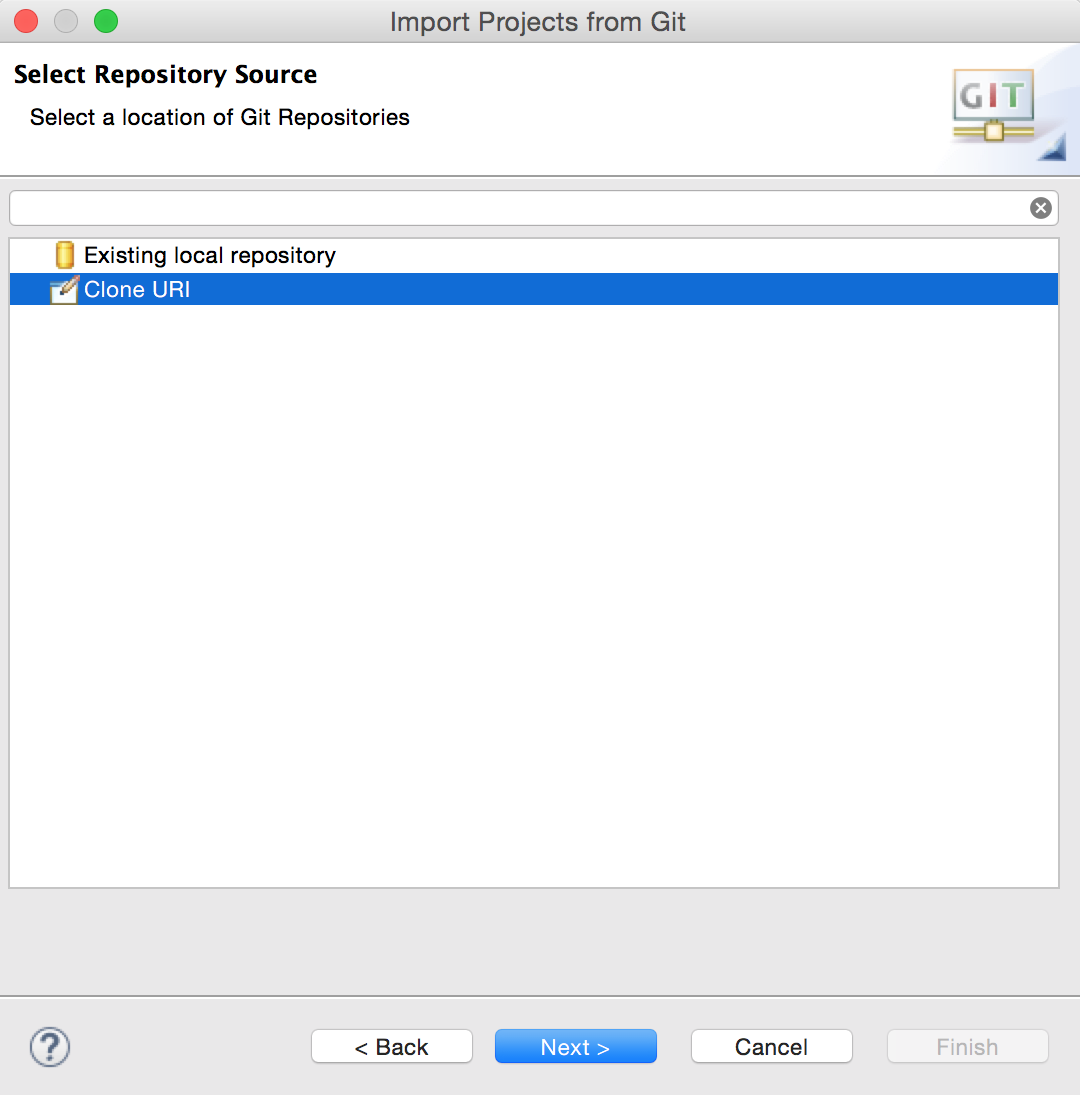 Import Projects from Git
Select Repository Source
Select a location of Git Repositories
GIT
Existing local repository
Clone URI
?
< Back
Next >
Cancel
Finish